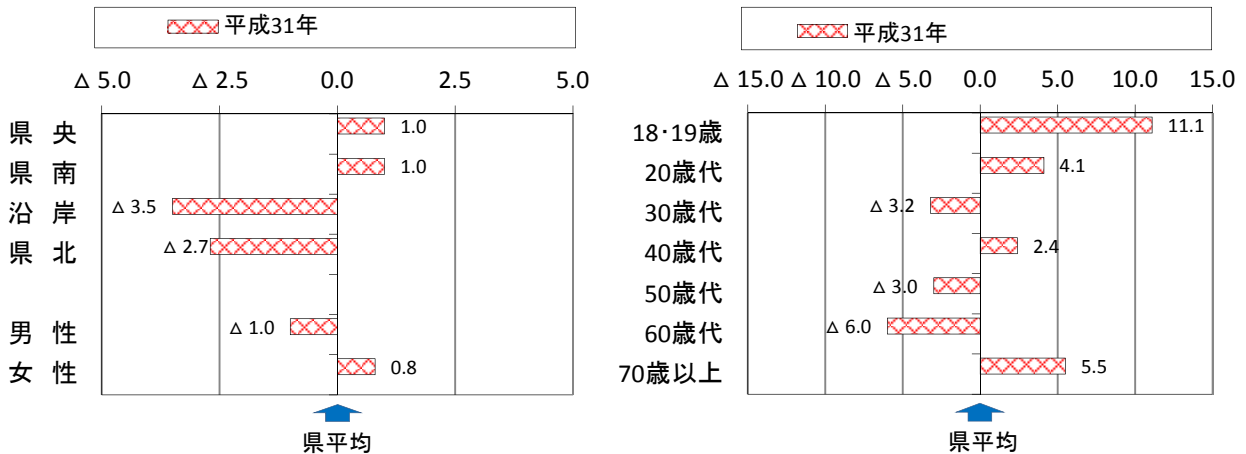 平成31年
△ 5.0 △ 2.5 0.0 2.5 5.0
県 央 1.0
県 南 1.0
沿 岸 △ 3.5
県 北 △ 2.7
男 性 △ 1.0
女 性 0.8
県平均
平成31年
△ 15.0 △ 10.0 △ 5.0 0.0 5.0 10.0 15.0
18･19歳 11.1
20歳代 4.1
30歳代 △ 3.2
40歳代 2.4
50歳代 △ 3.0
60歳代 △ 6.0
70歳以上 5.5
県平均